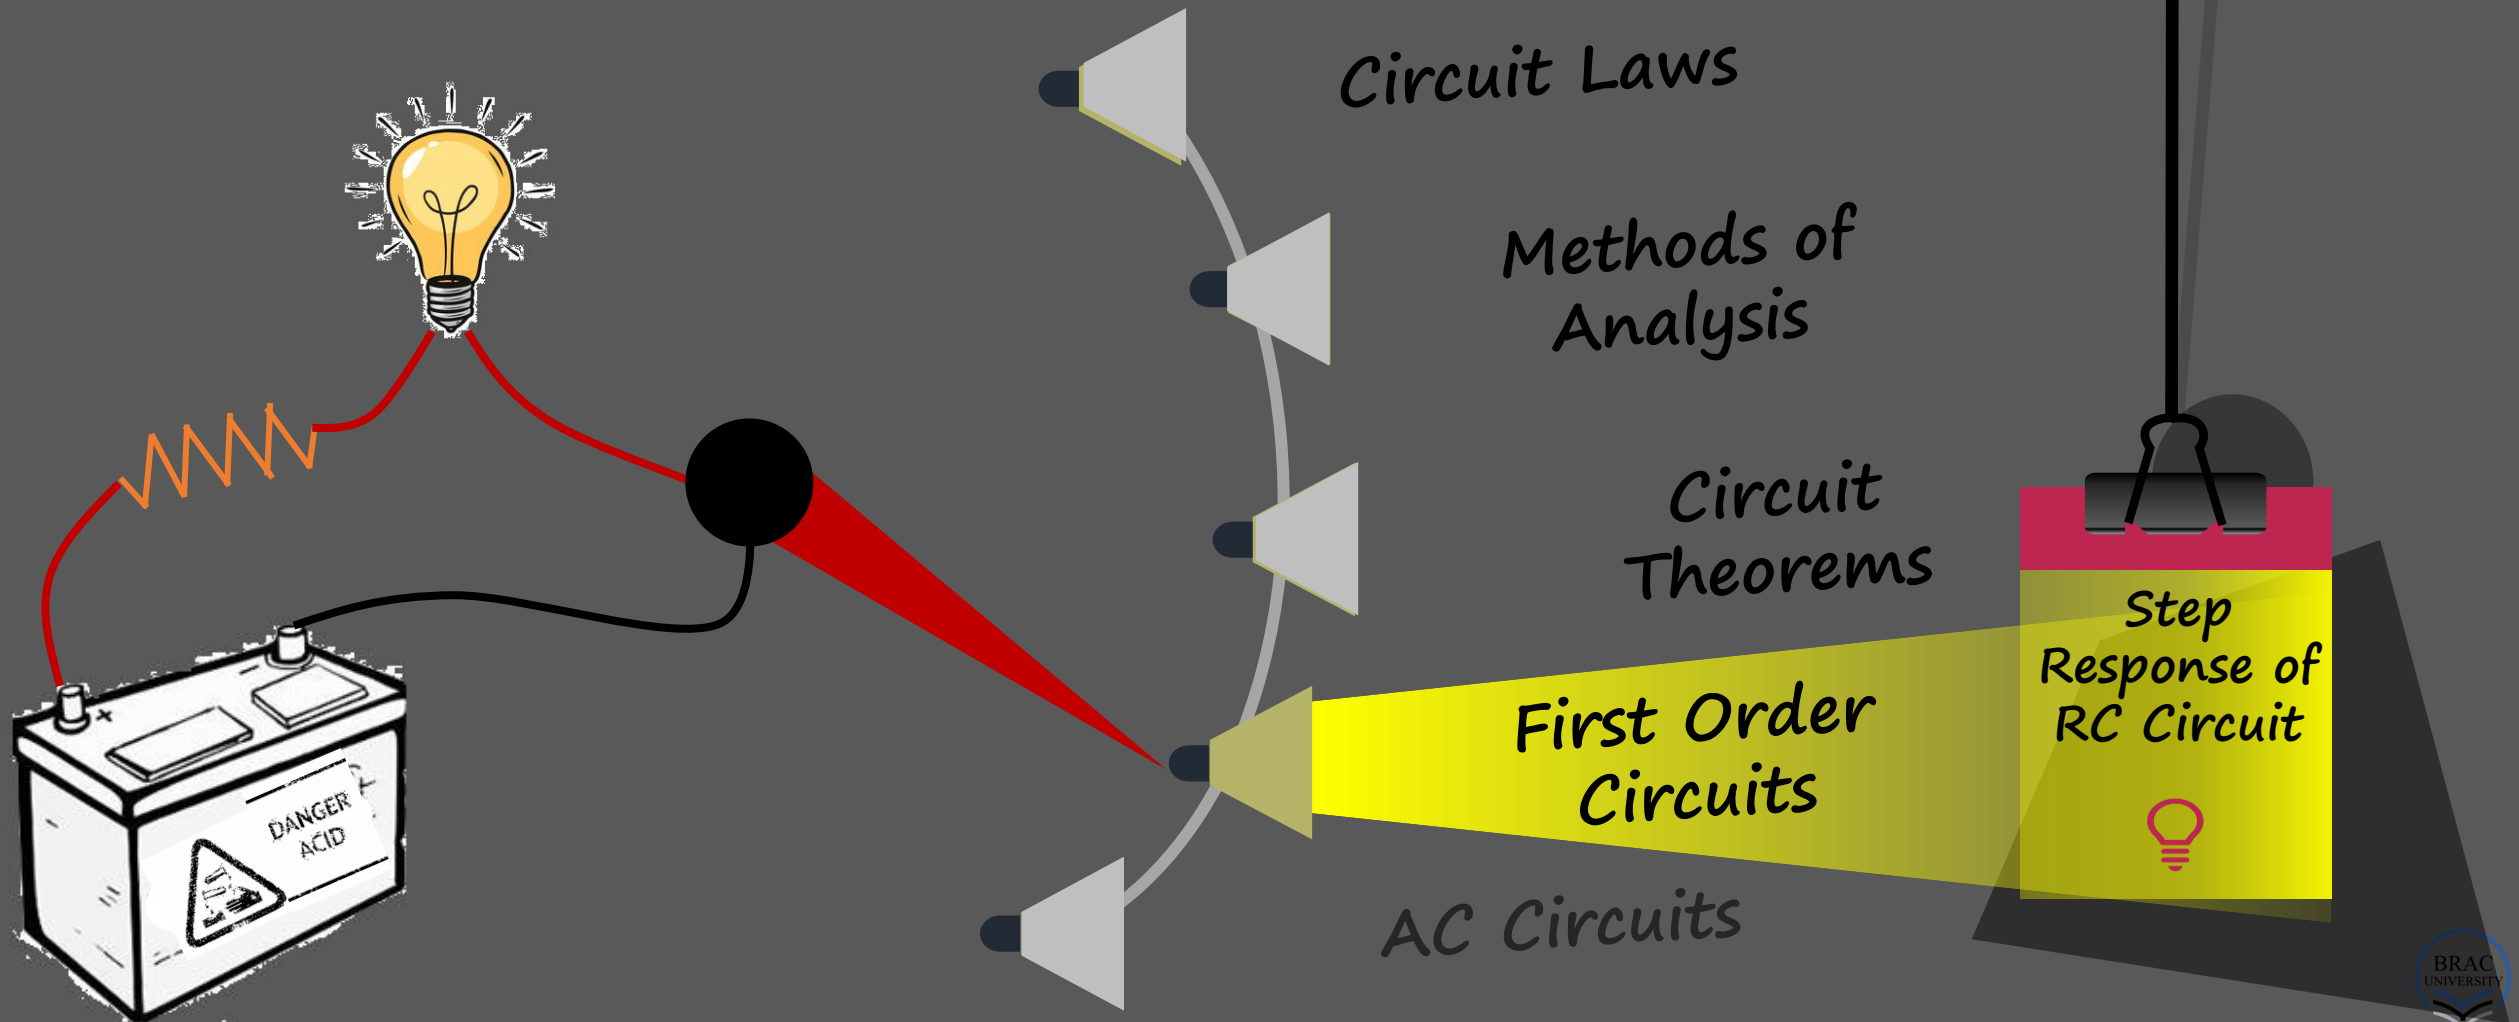 Circuit Laws
Methods of
Analysis
Circuit
Theorems
First Order
Circuits
AC Circuits
Step
Response of
RC Circuit
DANGER
ACID
BRAC
UNIVERSITY